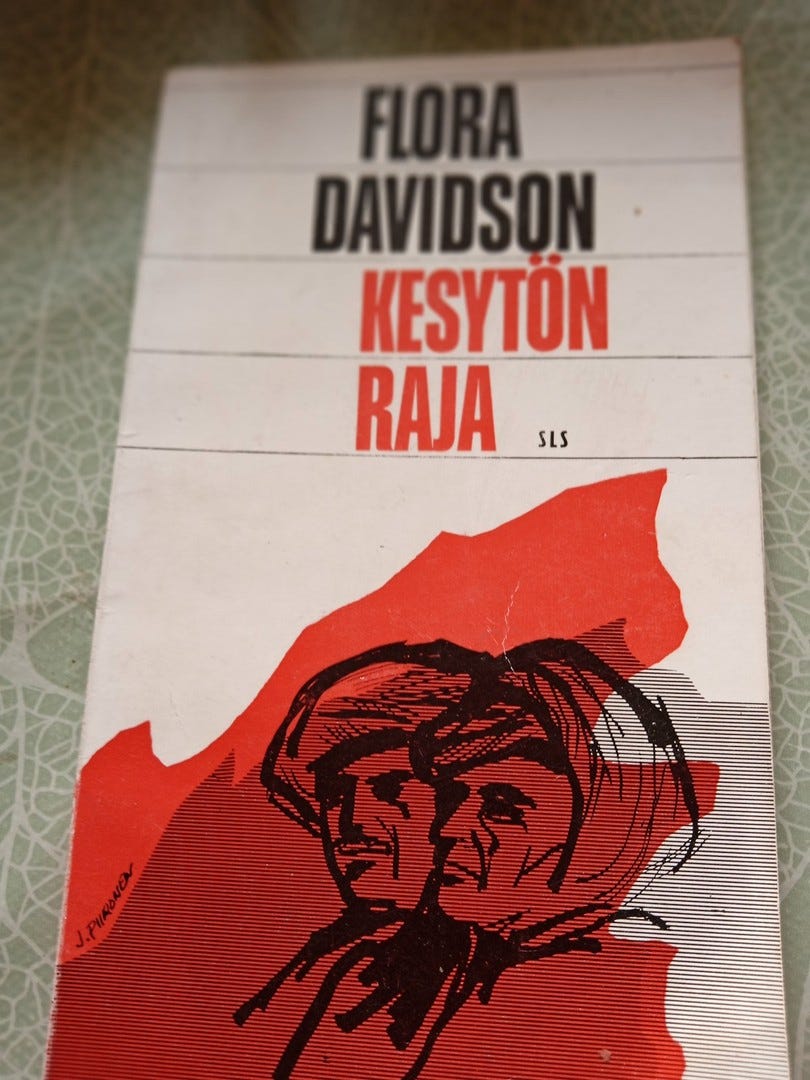 FLORA
DAVIDSON
KESYTÖN
RAJA
SLS
J. PIIRONEN